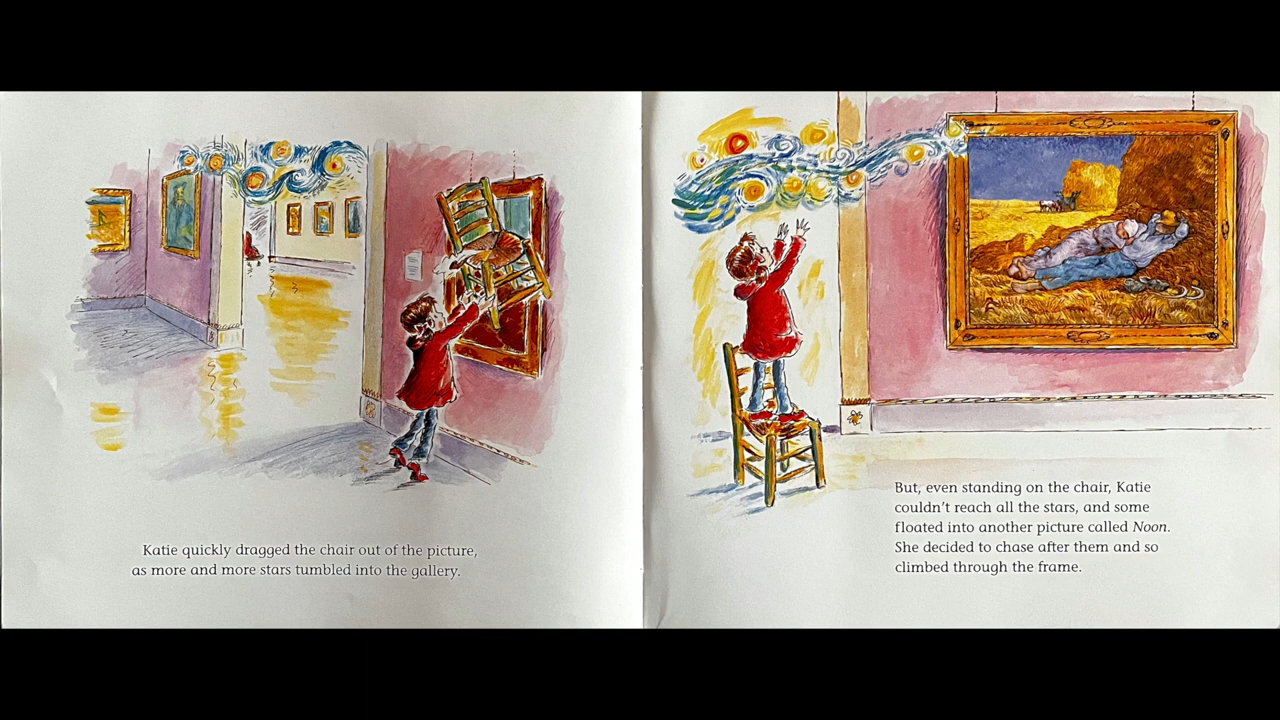 Katie quickly dragged the chair out of the picture,
as more and more stars tumbled into the gallery.
But, even standing on the chair, Katie
couldn't reach all the stars, and some
floated into another picture called Noon.
She decided to chase after them and so
climbed through the frame.